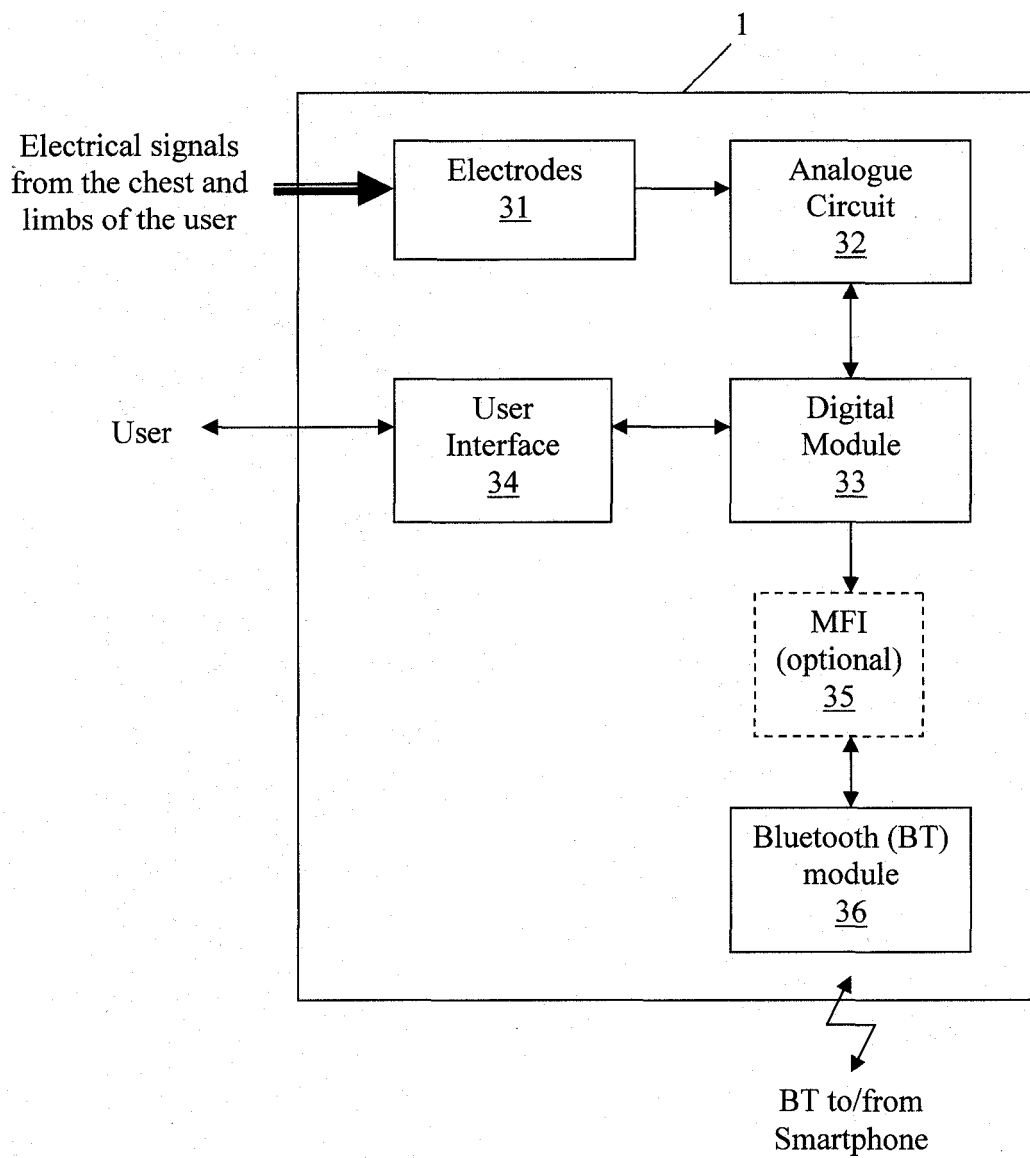 1
Electrical signals
from the chest and
limbs of the user
Electrodes
31
Analogue
Circuit
32
User
User
Interface
34
Digital
Module
33
MFI
(optional)
35
Bluetooth (BT)
module
36
BT to/from
Smartphone